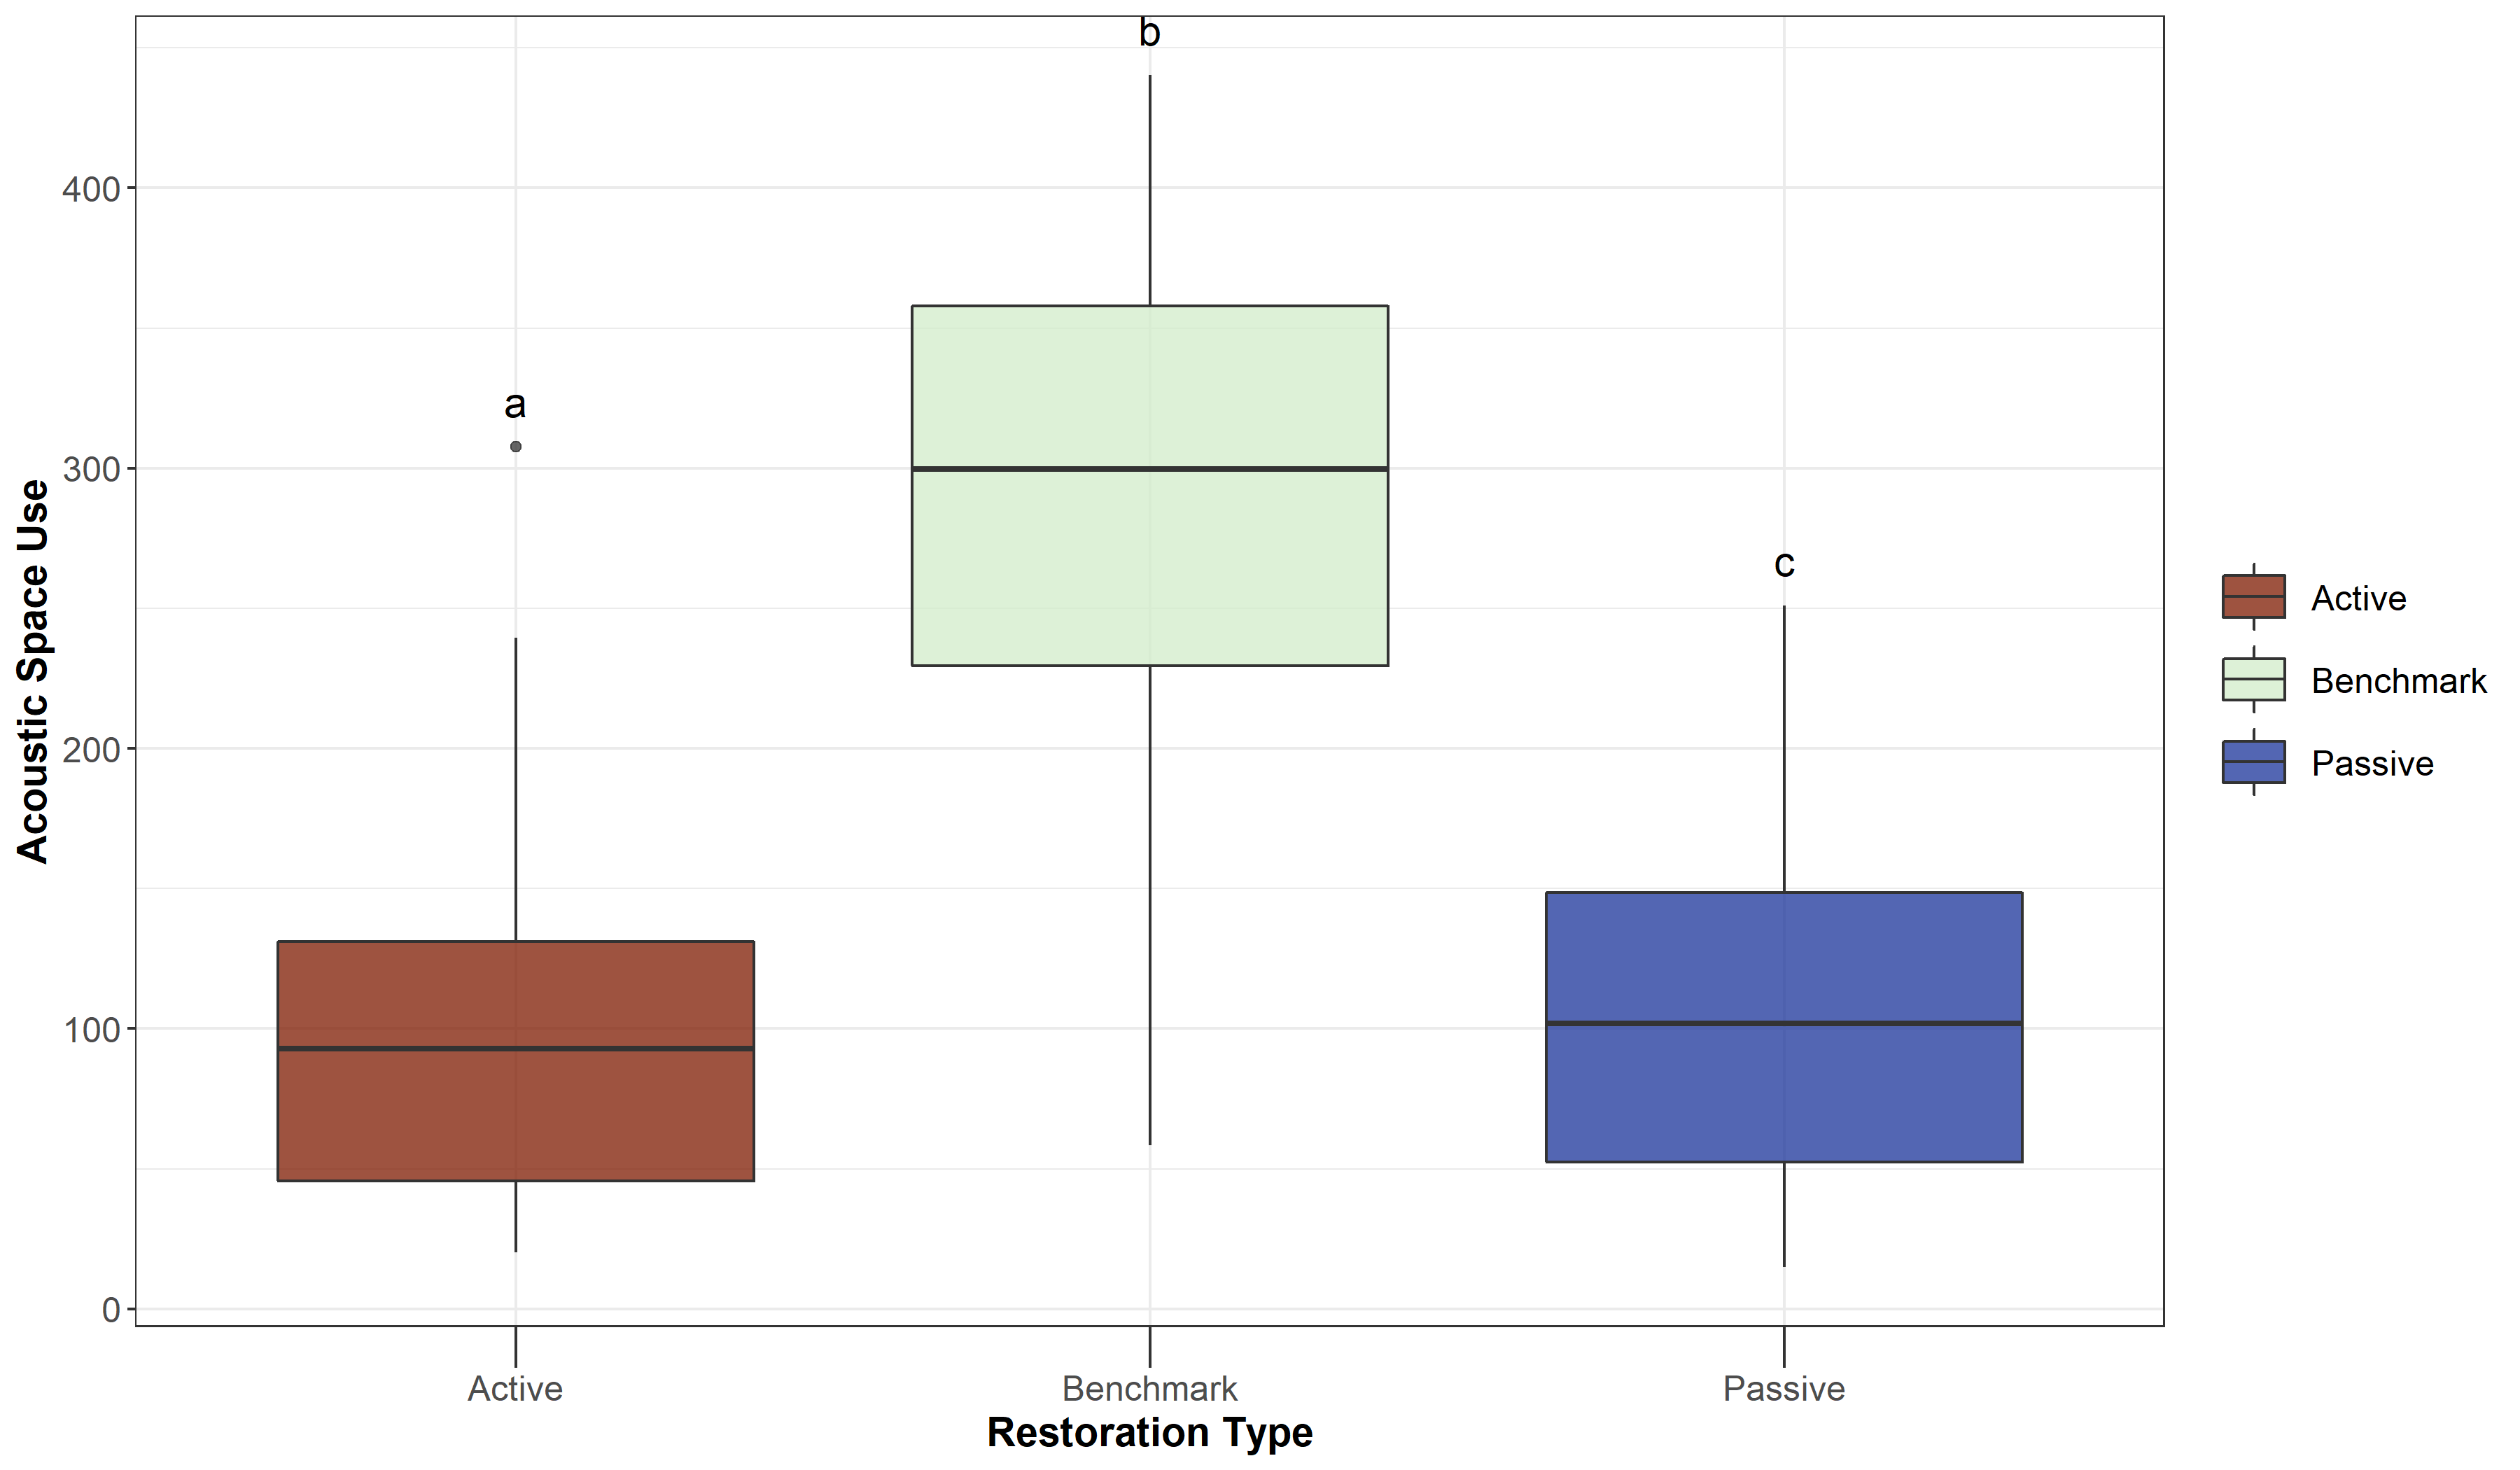 b
400
a
300
c
200
100
0
Acoustic Space Use
Active
Benchmark
Passive
Restoration Type
Active
Benchmark
Passive